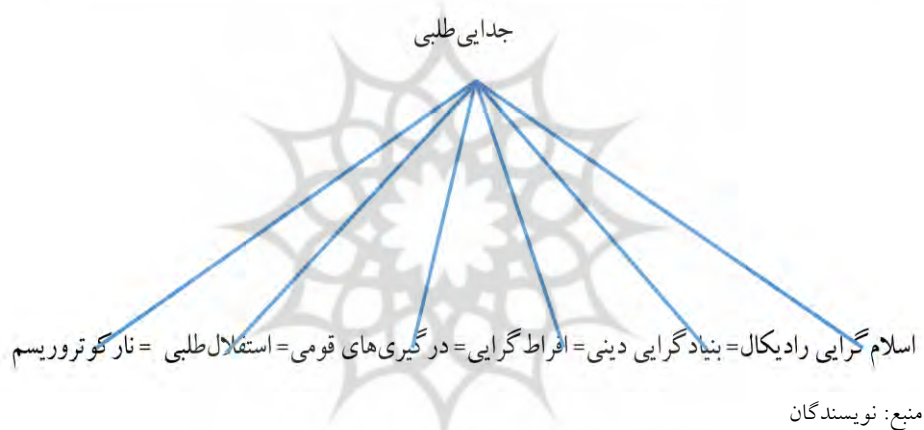 جدایی‌طلبی
اسلام‌گرایی رادیکال= بنیادگرایی دینی= افراط‌گرایی= درگیری‌های قومی= استقلال‌طلبی = نارکوتروریسم
منبع: نویسندگان